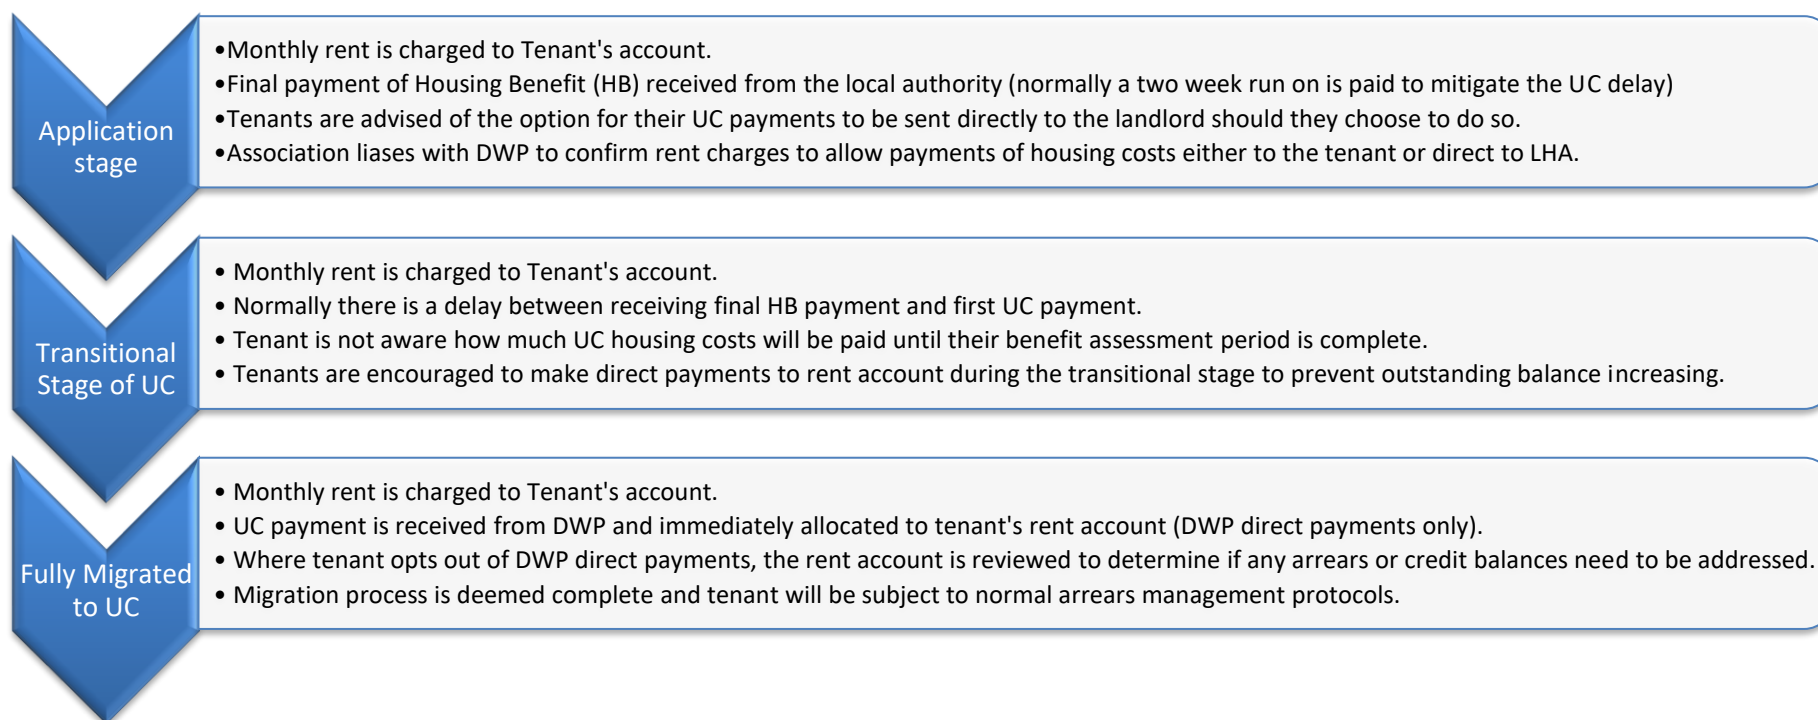 Application
stage
•Monthly rent is charged to Tenant's account.
•Final payment of Housing Benefit (HB) received from the local authority (normally a two week run on is paid to mitigate the UC delay)
•Tenants are advised of the option for their UC payments to be sent directly to the landlord should they choose to do so.
•Association liases with DWP to confirm rent charges to allow payments of housing costs either to the tenant or direct to LHA.
Transitional
Stage of UC
• Monthly rent is charged to Tenant's account.
• Normally there is a delay between receiving final HB payment and first UC payment.
• Tenant is not aware how much UC housing costs will be paid until their benefit assessment period is complete.
• Tenants are encouraged to make direct payments to rent account during the transitional stage to prevent outstanding balance increasing.
Fully Migrated
to UC
• Monthly rent is charged to Tenant's account.
• UC payment is received from DWP and immediately allocated to tenant's rent account (DWP direct payments only).
• Where tenant opts out of DWP direct payments, the rent account is reviewed to determine if any arrears or credit balances need to be addressed.
• Migration process is deemed complete and tenant will be subject to normal arrears management protocols.